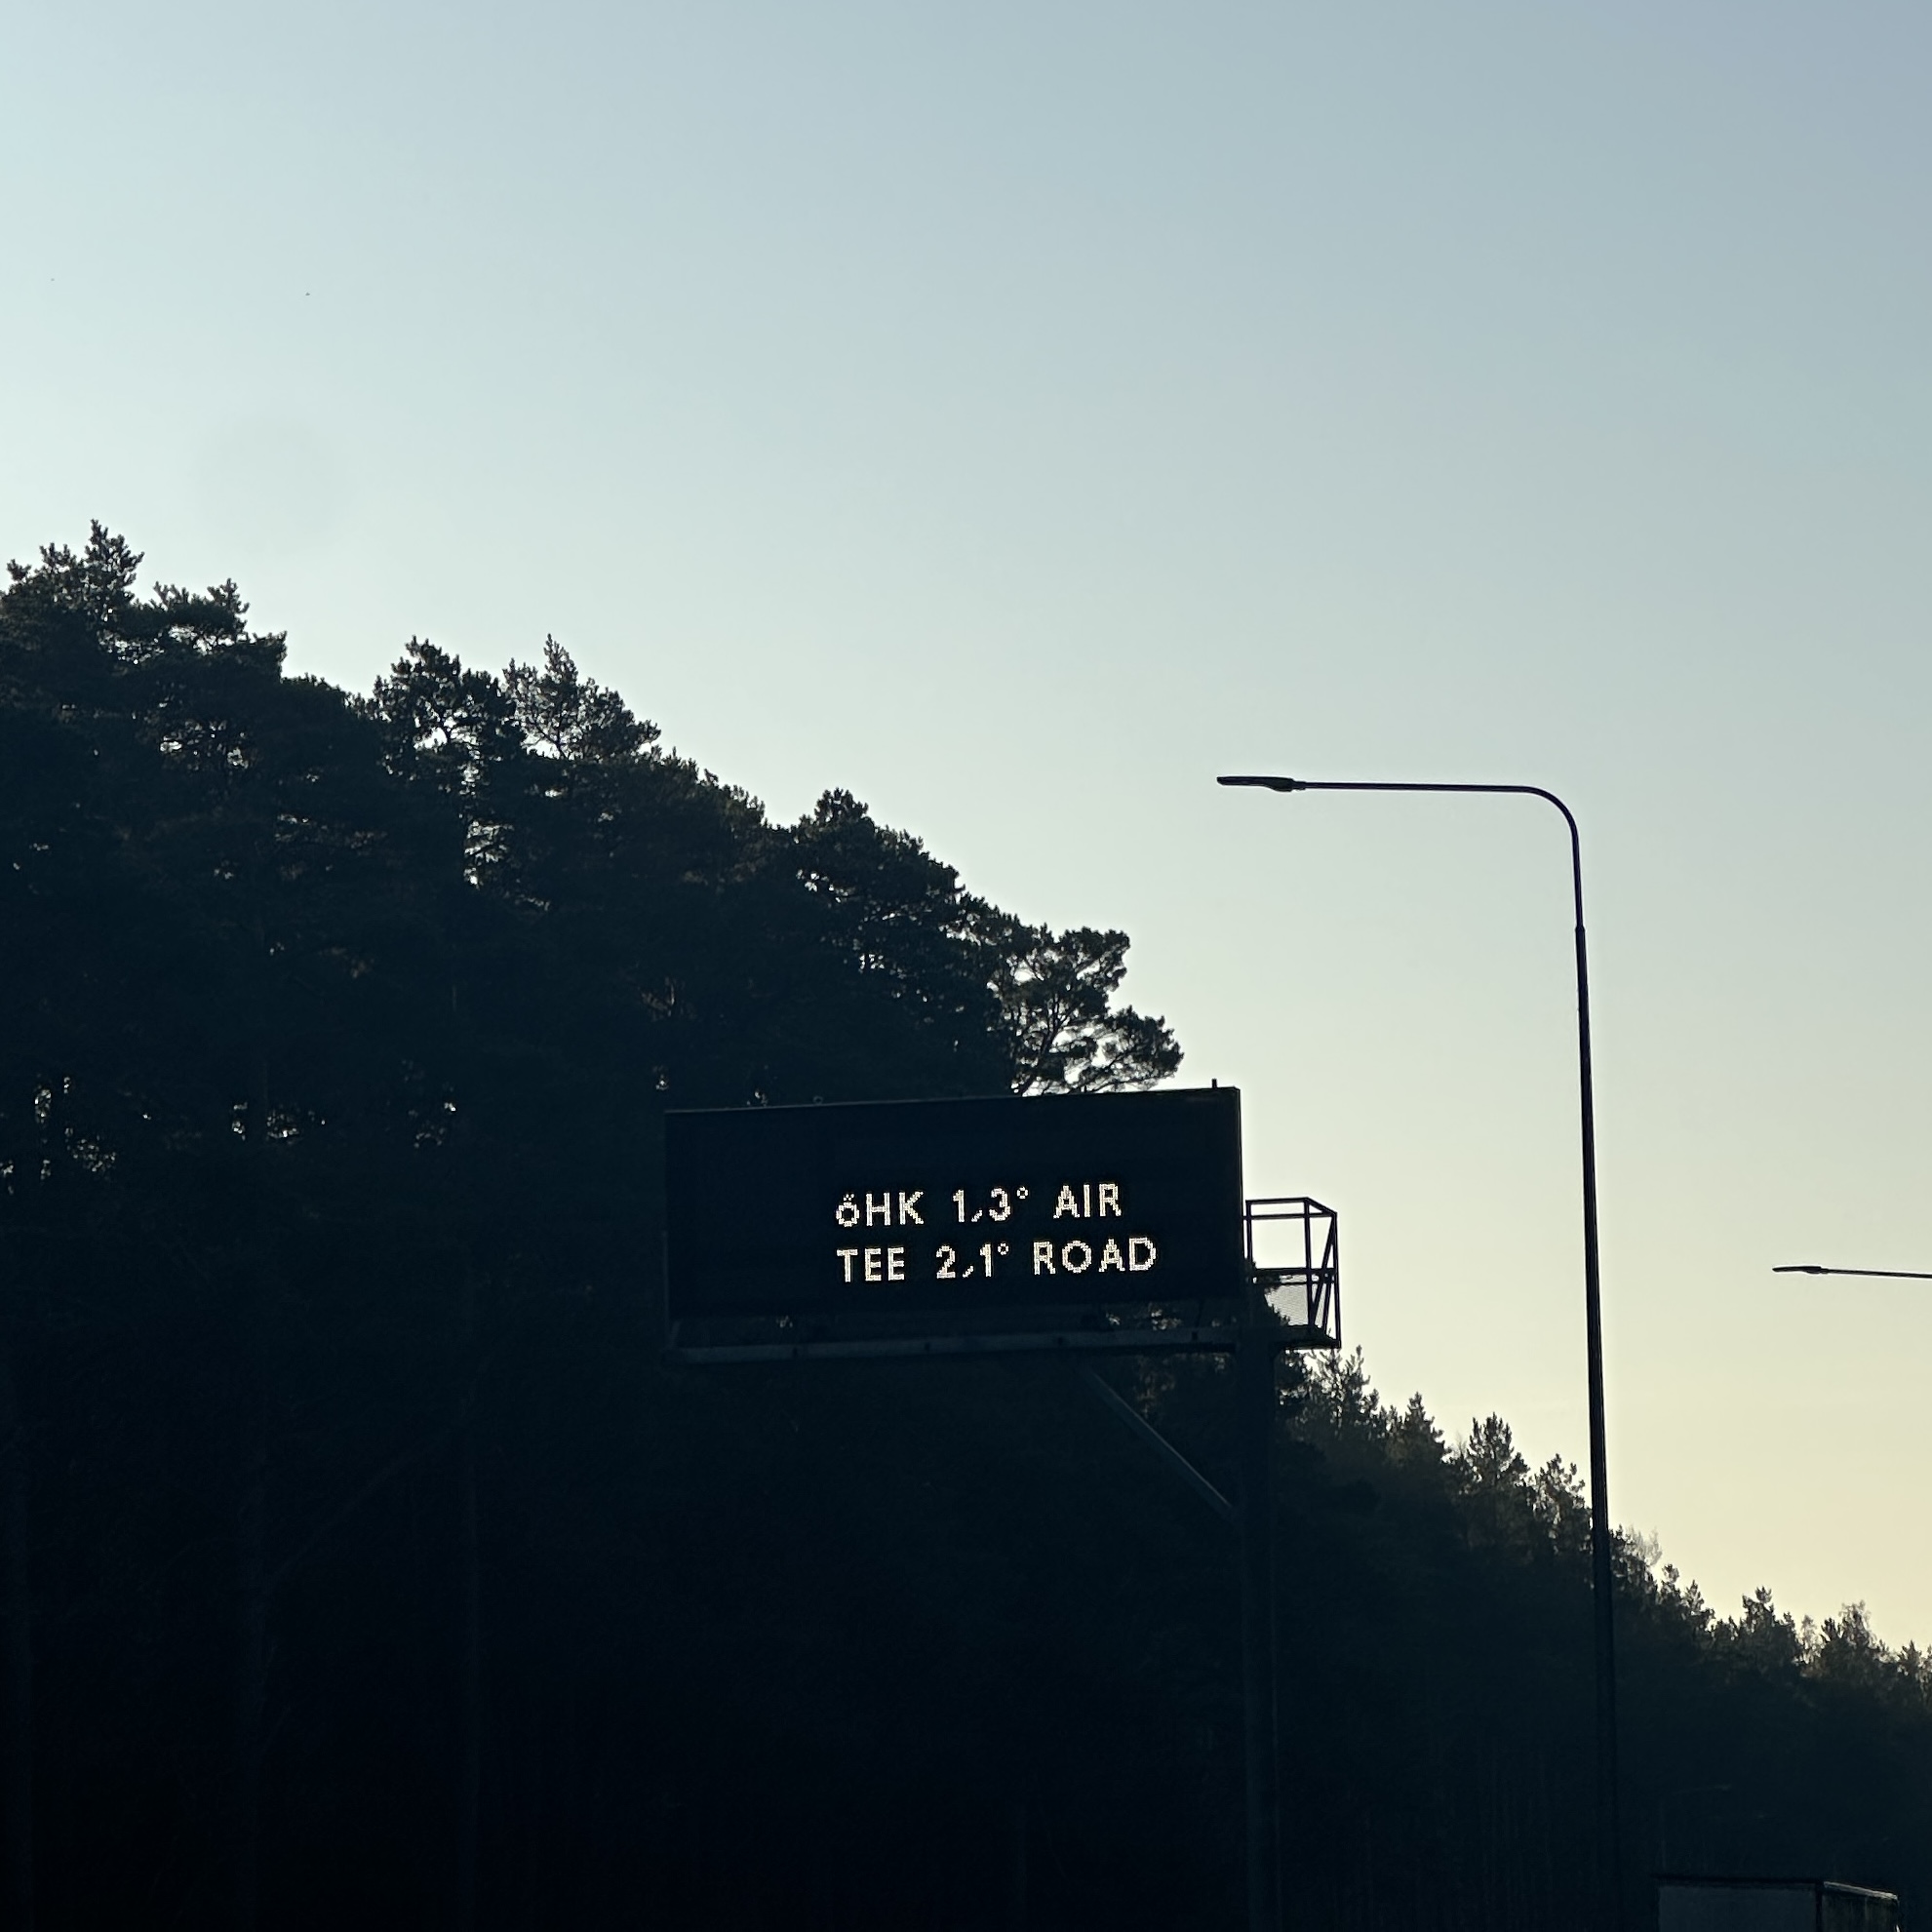 ÕHK 1,3° AIR
TEE 2,1° ROAD